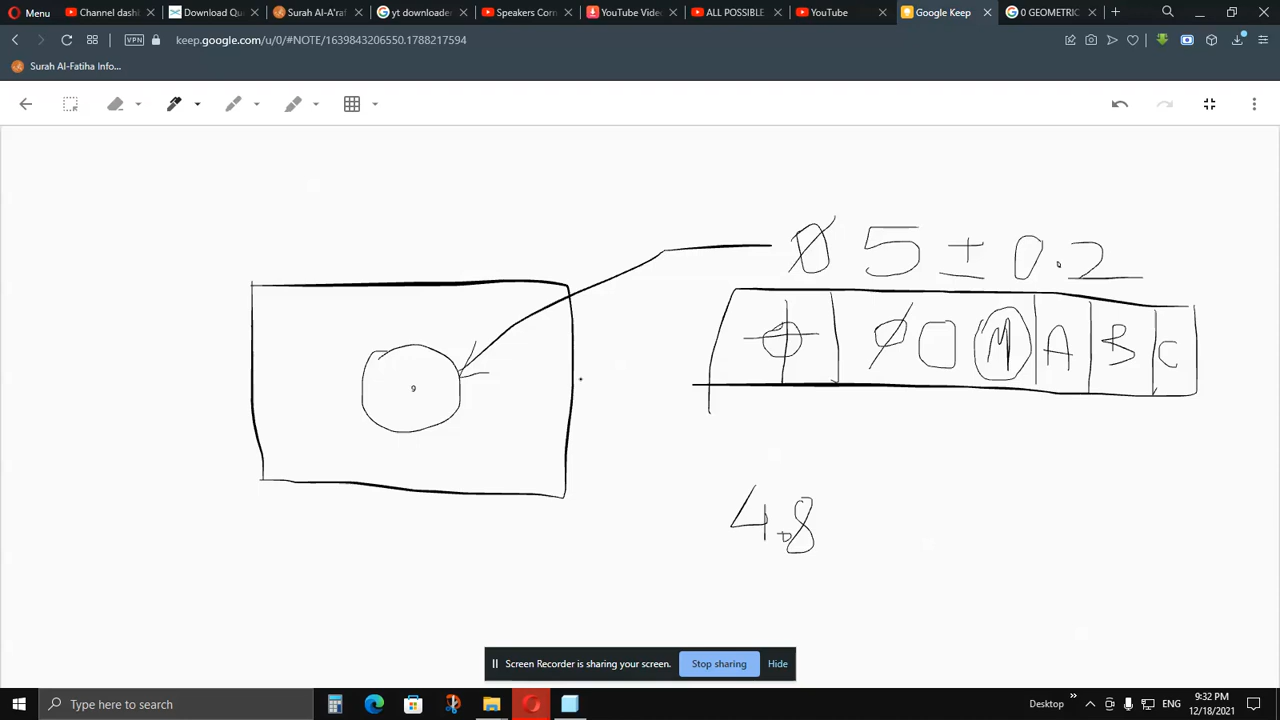 Menu
Channel dashb
Download Qu
Surah Al-A'raf
yt downloader
Speakers Corn
YouTube Vide
ALL POSSIBLE
YouTube
Google Keep
0 GEOMETRIC
VPN
keep.google.com/u/0/#NOTE/1639843206550.1788217594
Surah Al-Fatiha Info...
Ø 5 ± 0.2
⌖ Ø 0 Ⓜ A B C
4.8
Screen Recorder is sharing your screen.
Stop sharing
Hide
Type here to search
Desktop
ENG
9:32 PM
12/18/2021